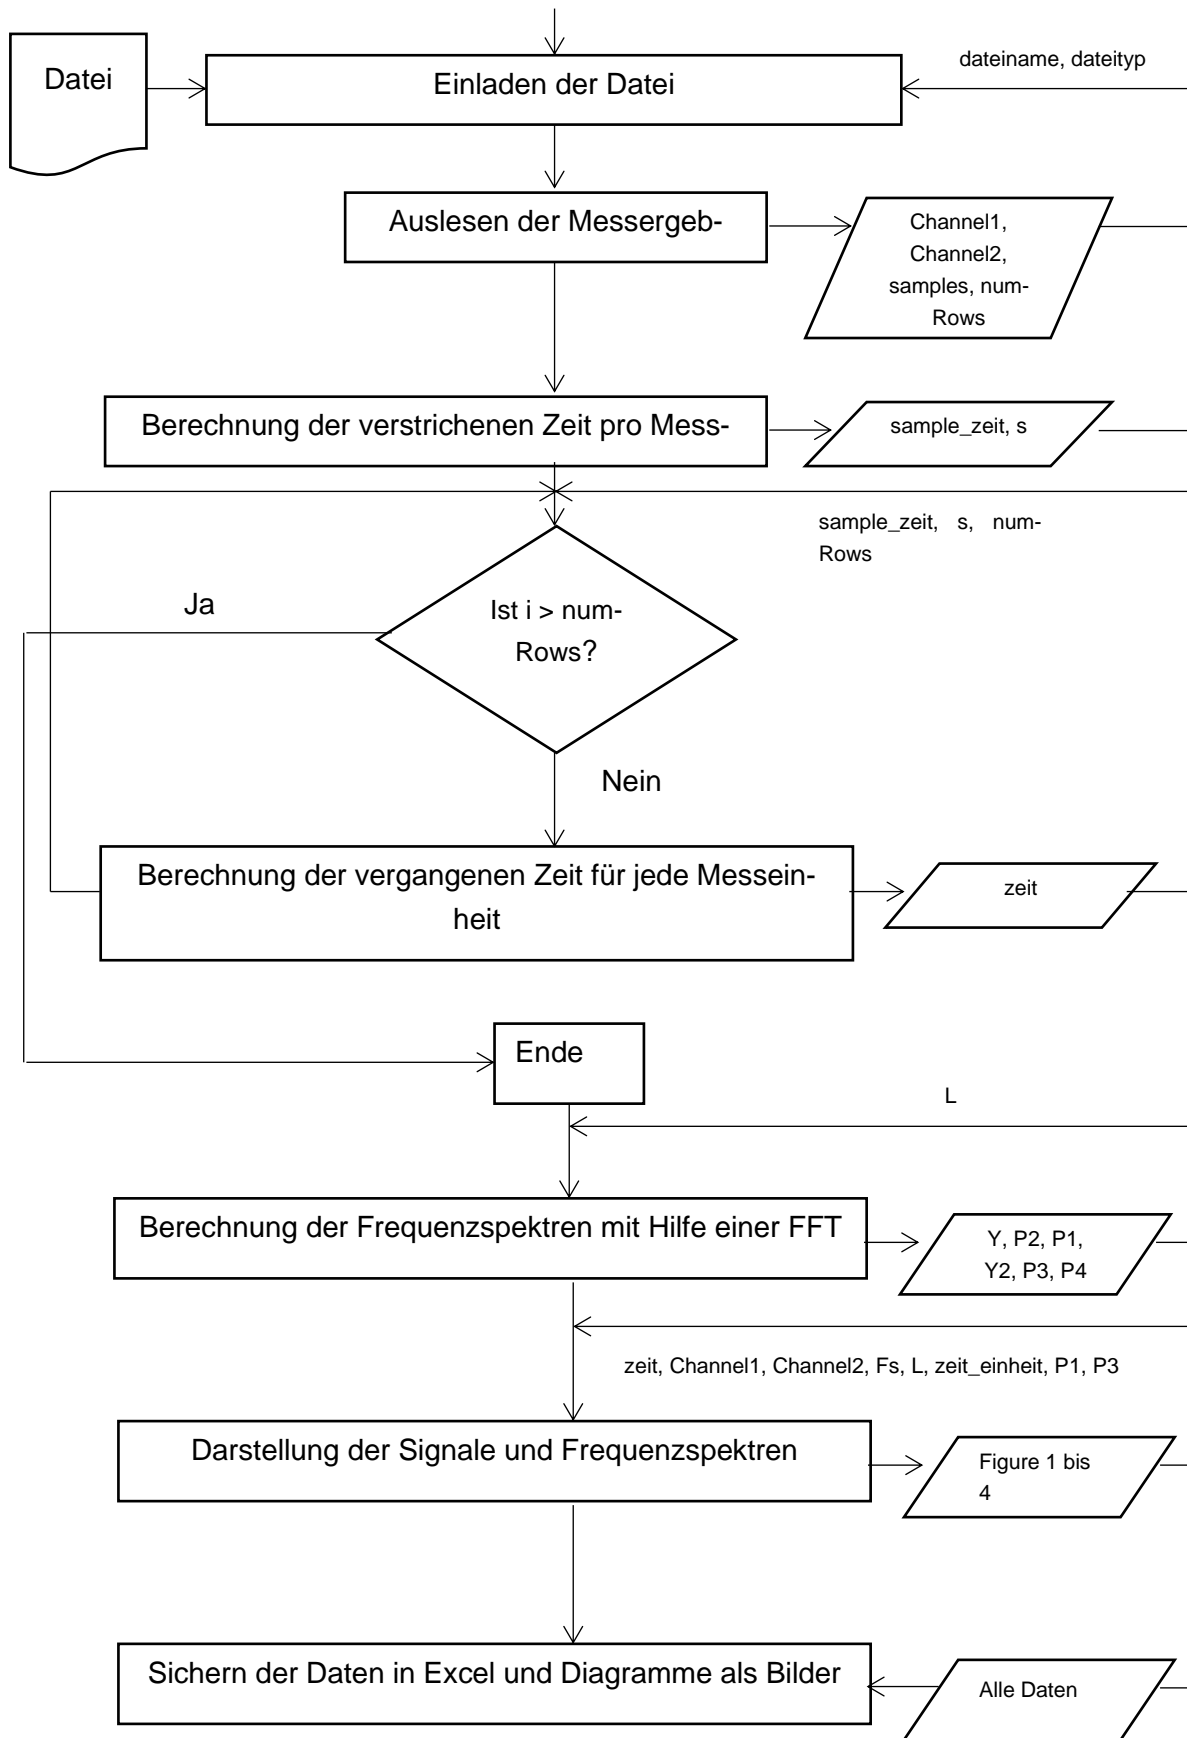 dateiname, dateityp
Datei
Einladen der Datei
Auslesen der Messergeb-
Channel1,
Channel2,
samples, num-
Rows
Berechnung der verstrichenen Zeit pro Mess-
sample_zeit, s
sample_zeit, s, num-
Rows
Ja
Ist i > num-
Rows?
Nein
Berechnung der vergangenen Zeit für jede Messein-
heit
zeit
Ende
L
Berechnung der Frequenzspektren mit Hilfe einer FFT
Y, P2, P1,
Y2, P3, P4
zeit, Channel1, Channel2, Fs, L, zeit_einheit, P1, P3
Darstellung der Signale und Frequenzspektren
Figure 1 bis
4
Sichern der Daten in Excel und Diagramme als Bilder
Alle Daten